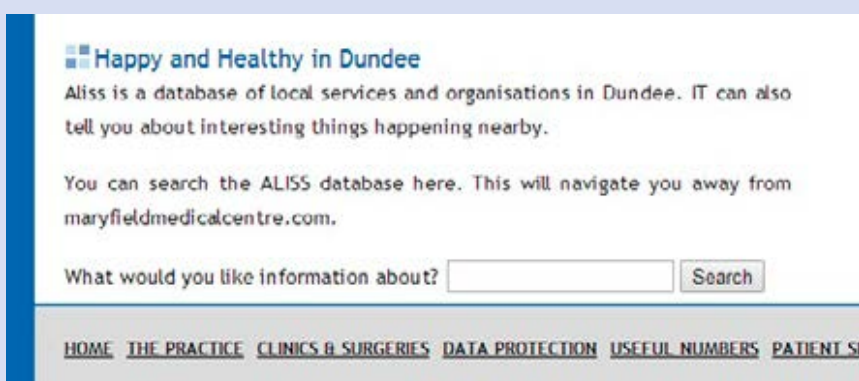 Happy and Healthy in Dundee
Aliss is a database of local services and organisations in Dundee. IT can also
tell you about interesting things happening nearby.
You can search the ALISS database here. This will navigate you away from
maryfieldmedicalcentre.com.
What would you like information about? Search
HOME THE PRACTICE CLINICS & SURGERIES DATA PROTECTION USEFUL NUMBERS PATIENT